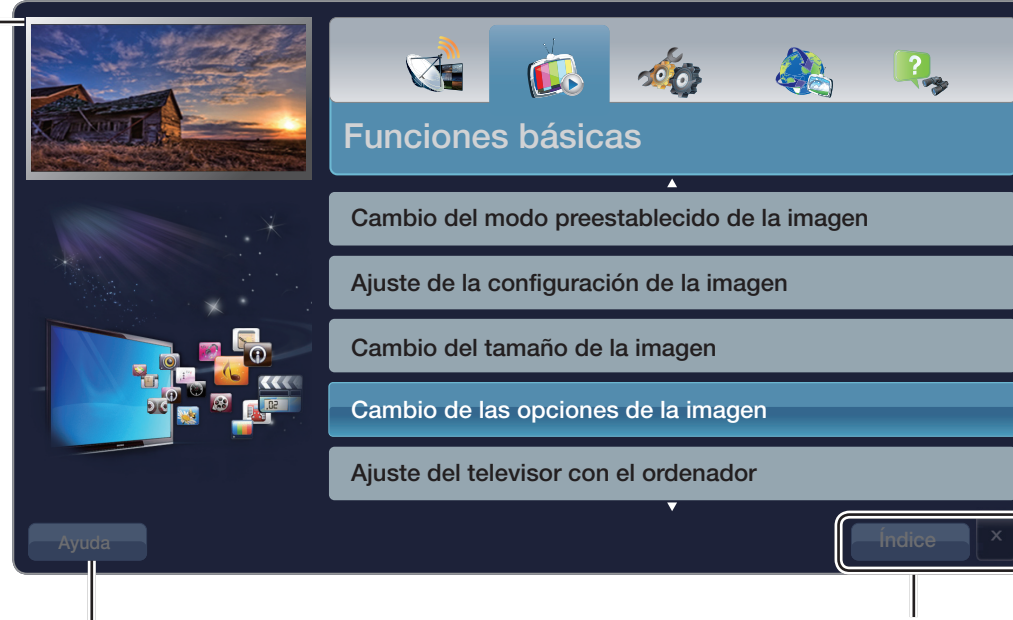 Funciones básicas
Cambio del modo preestablecido de la imagen
Ajuste de la configuración de la imagen
Cambio del tamaño de la imagen
Cambio de las opciones de la imagen
Ajuste del televisor con el ordenador
Ayuda
Índice
X